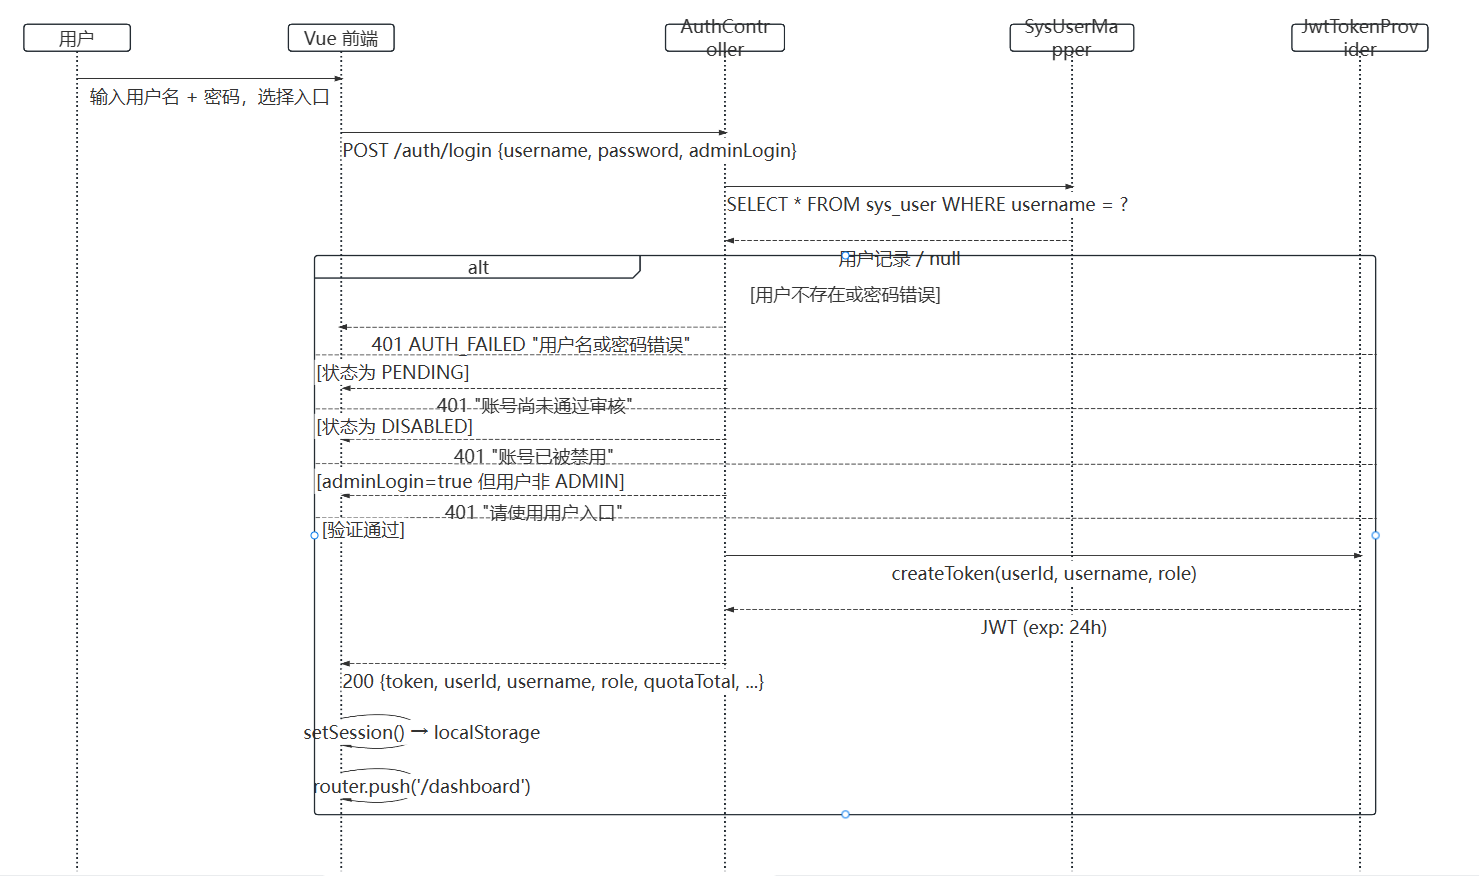 用户
Vue 前端
AuthContr
oller
SysUserMa
pper
JwtTokenProv
ider
输入用户名 + 密码，选择入口
POST /auth/login {username, password, adminLogin}
SELECT * FROM sys_user WHERE username = ?
用户记录 / null
alt
[用户不存在或密码错误]
401 AUTH_FAILED "用户名或密码错误"
[状态为 PENDING]
401 "账号尚未通过审核"
[状态为 DISABLED]
401 "账号已被禁用"
[adminLogin=true 但用户非 ADMIN]
401 "请使用用户入口"
[验证通过]
createToken(userId, username, role)
JWT (exp: 24h)
200 {token, userId, username, role, quotaTotal, ...}
setSession() → localStorage
router.push('/dashboard')